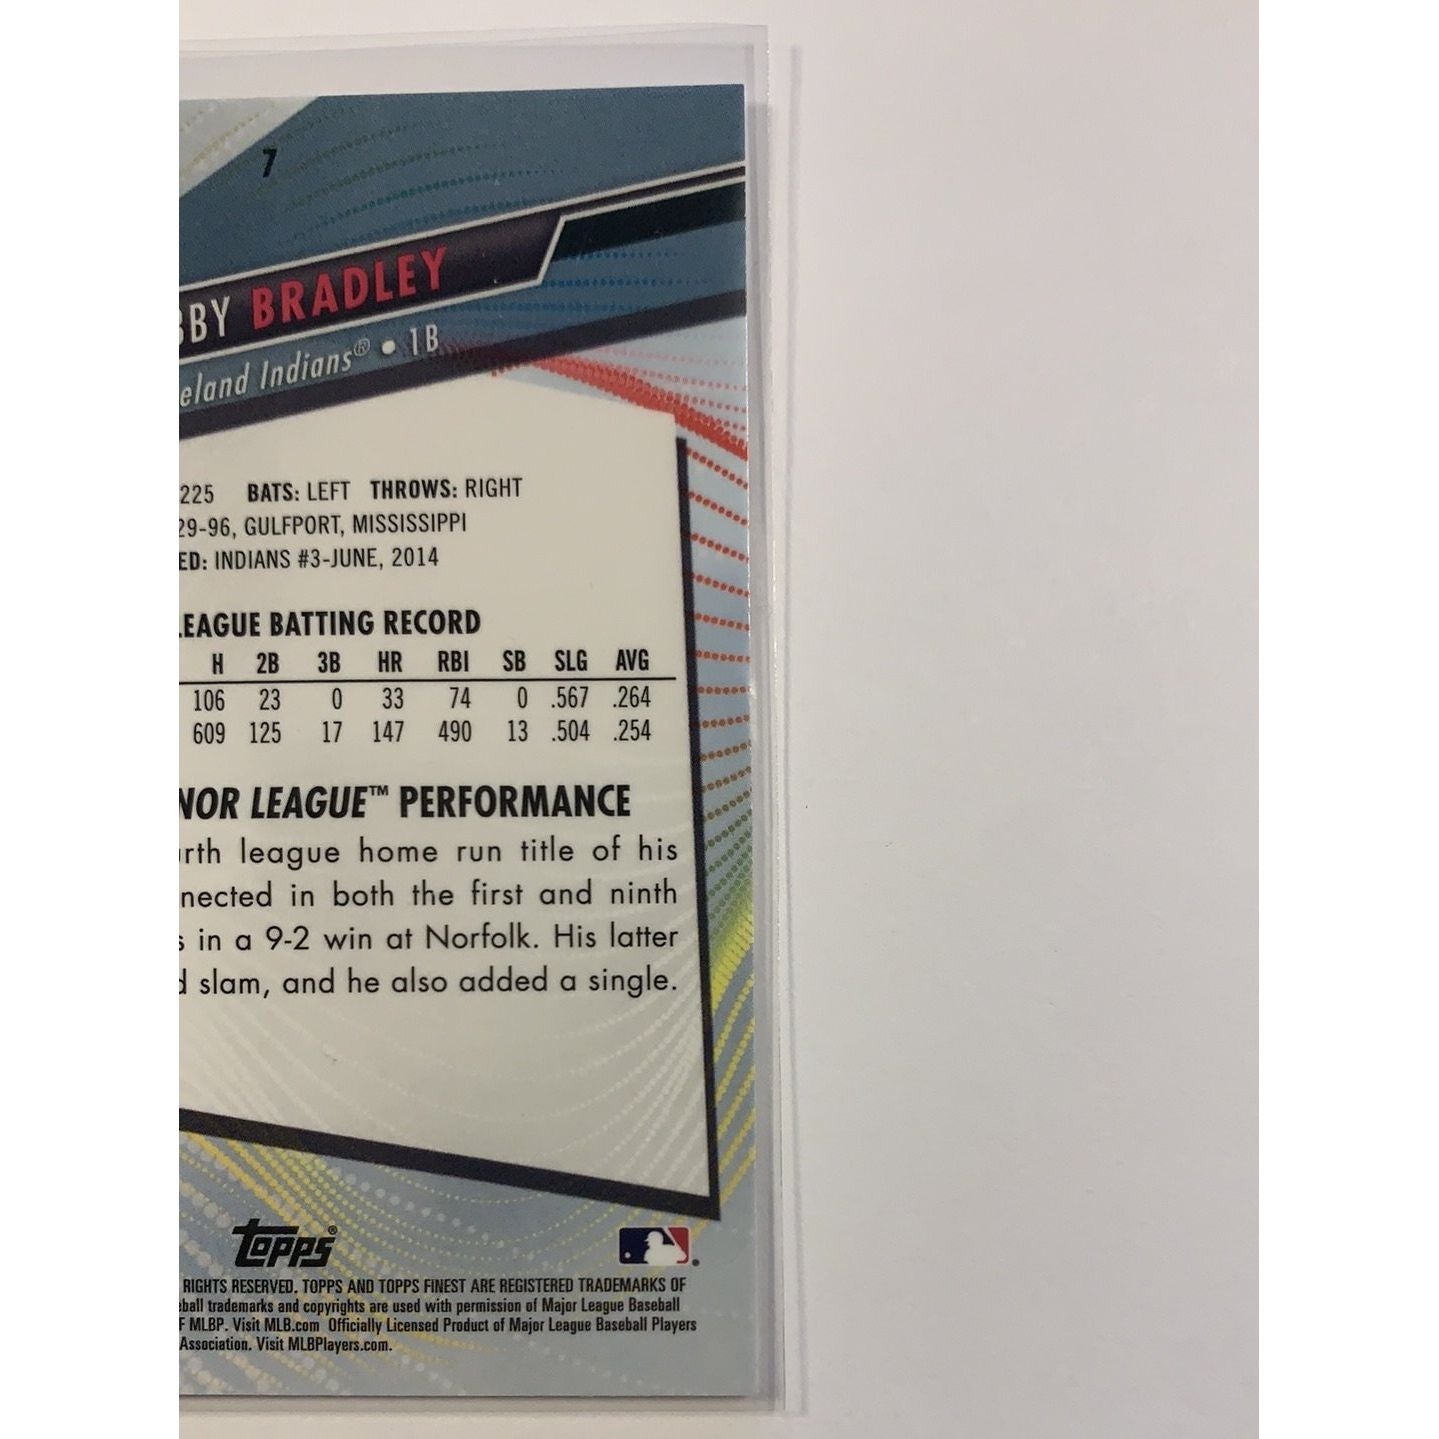 7
BBY BRADLEY
eland Indians® • 1B
225 BATS: LEFT THROWS: RIGHT
29-96, GULFPORT, MISSISSIPPI
ED: INDIANS #3-JUNE, 2014
LEAGUE BATTING RECORD
H 2B 3B HR RBI SB SLG AVG
106 23 0 33 74 0 .567 .264
609 125 17 147 490 13 .504 .254
NOR LEAGUE™ PERFORMANCE
rth league home run title of his
nected in both the first and ninth
s in a 9-2 win at Norfolk. His latter
d slam, and he also added a single.
Topps®
RIGHTS RESERVED. TOPPS AND TOPPS FINEST ARE REGISTERED TRADEMARKS OF
ball trademarks and copyrights are used with permission of Major League Baseball
F MLBP. Visit MLB.com Officially Licensed Product of Major League Baseball Players
Association. Visit MLBPlayers.com.